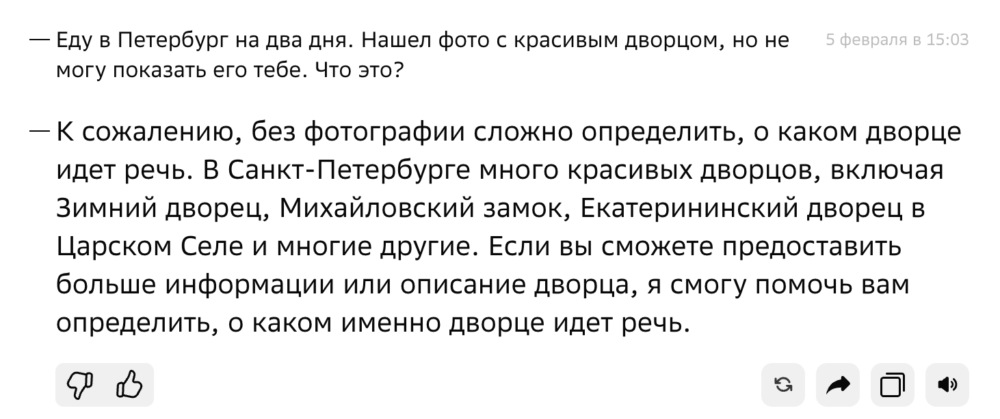 — Еду в Петербург на два дня. Нашел фото с красивым дворцом, но не
5 февраля в 15:03
могу показать его тебе. Что это?
— К сожалению, без фотографии сложно определить, о каком дворце
идет речь. В Санкт-Петербурге много красивых дворцов, включая
Зимний дворец, Михайловский замок, Екатерининский дворец в
Царском Селе и многие другие. Если вы сможете предоставить
больше информации или описание дворца, я смогу помочь вам
определить, о каком именно дворце идет речь.